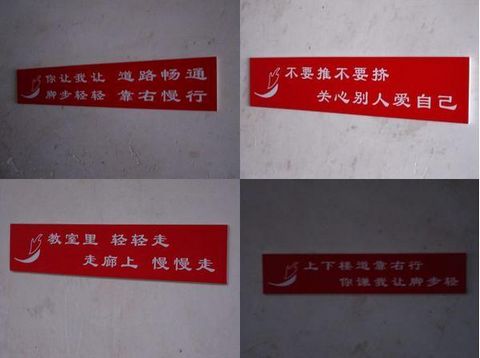 你让我让 道路畅通
脚步轻轻 靠右慢行
不要推不要挤
关心别人爱自己
教室里 轻轻走
走廊上 慢慢走
上下楼道靠右行
你谦我让脚步轻